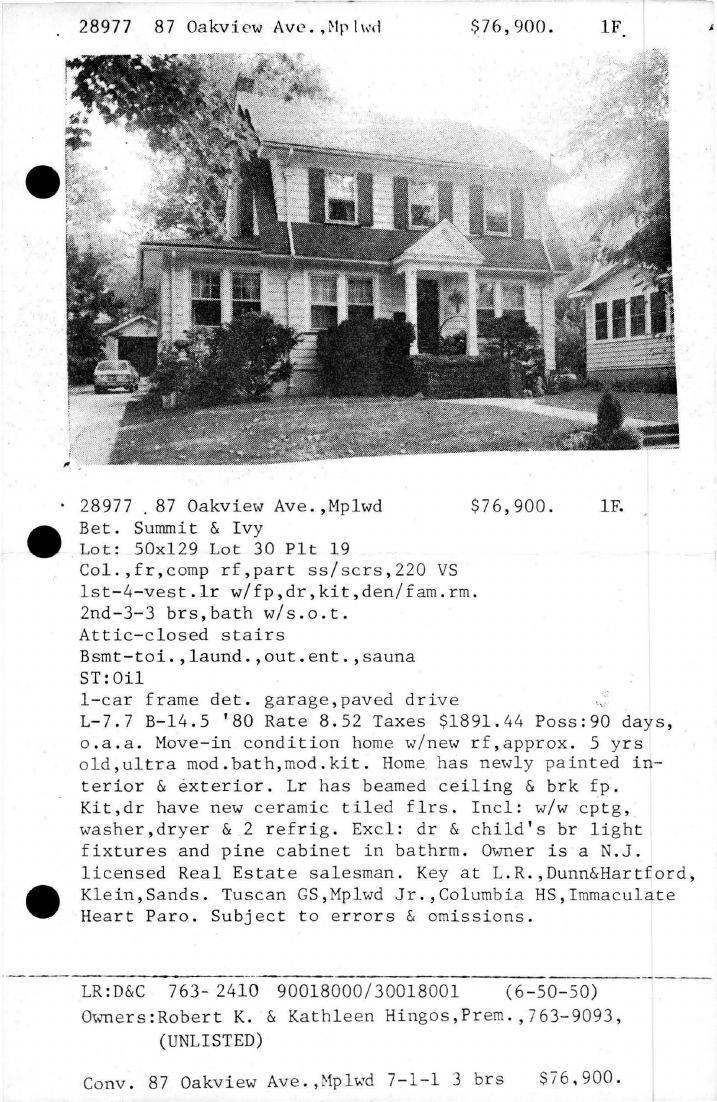 28977 87 Oakview Ave.,Mplwd $76,900. 1F.
28977 87 Oakview Ave.,Mplwd $76,900. 1F.
Bet. Summit & Ivy
Lot: 50x129 Lot 30 Plt 19
Col.,fr,comp rf,part ss/scrs,220 VS
1st-4-vest.lr w/fp,dr,kit,den/fam.rm.
2nd-3-3 brs,bath w/s.o.t.
Attic-closed stairs
Bsmt-toi.,laund.,out.ent.,sauna
ST:Oil
1-car frame det. garage,paved drive
L-7.7 B-14.5 '80 Rate 8.52 Taxes $1891.44 Poss:90 days,
o.a.a. Move-in condition home w/new rf,approx. 5 yrs
old,ultra mod.bath,mod.kit. Home has newly painted in-
terior & exterior. Lr has beamed ceiling & brk fp.
Kit,dr have new ceramic tiled flrs. Incl: w/w cptg,
washer,dryer & 2 refrig. Excl: dr & child's br light
fixtures and pine cabinet in bathrm. Owner is a N.J.
licensed Real Estate salesman. Key at L.R.,Dunn&Hartford,
Klein,Sands. Tuscan GS,Mplwd Jr.,Columbia HS,Immaculate
Heart Paro. Subject to errors & omissions.
LR:D&C 763-2410 90018000/30018001 (6-50-50)
Owners:Robert K. & Kathleen Hingos,Prem.,763-9093,
(UNLISTED)
Conv. 87 Oakview Ave.,Mplwd 7-1-1 3 brs $76,900.